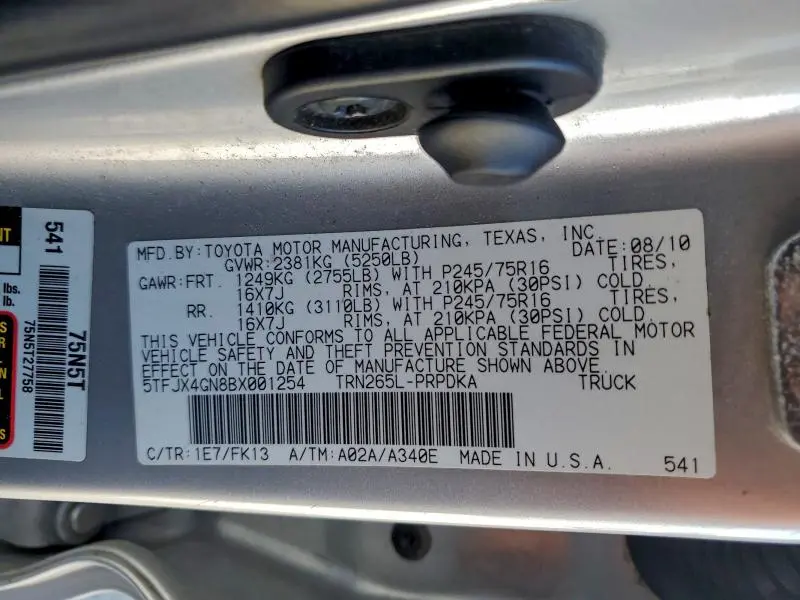 MFD.BY:TOYOTA MOTOR MANUFACTURING, TEXAS, INC.
GVWR:2381KG (5250LB) DATE:08/10
GAWR:FRT. 1249KG (2755LB) WITH P245/75R16 TIRES,
16X7J RIMS, AT 210KPA (30PSI) COLD.
RR. 1410KG (3110LB) WITH P245/75R16 TIRES,
16X7J RIMS, AT 210KPA (30PSI) COLD.
THIS VEHICLE CONFORMS TO ALL APPLICABLE FEDERAL MOTOR
VEHICLE SAFETY AND THEFT PREVENTION STANDARDS IN
EFFECT ON THE DATE OF MANUFACTURE SHOWN ABOVE.
5TFJX4GN8BX001254 TRN265L-PRPDKA TRUCK
C/TR:1E7/FK13 A/TM:A02A/A340E MADE IN U.S.A. 541
541
75N5T
75N5T27758
lbs.
lb.